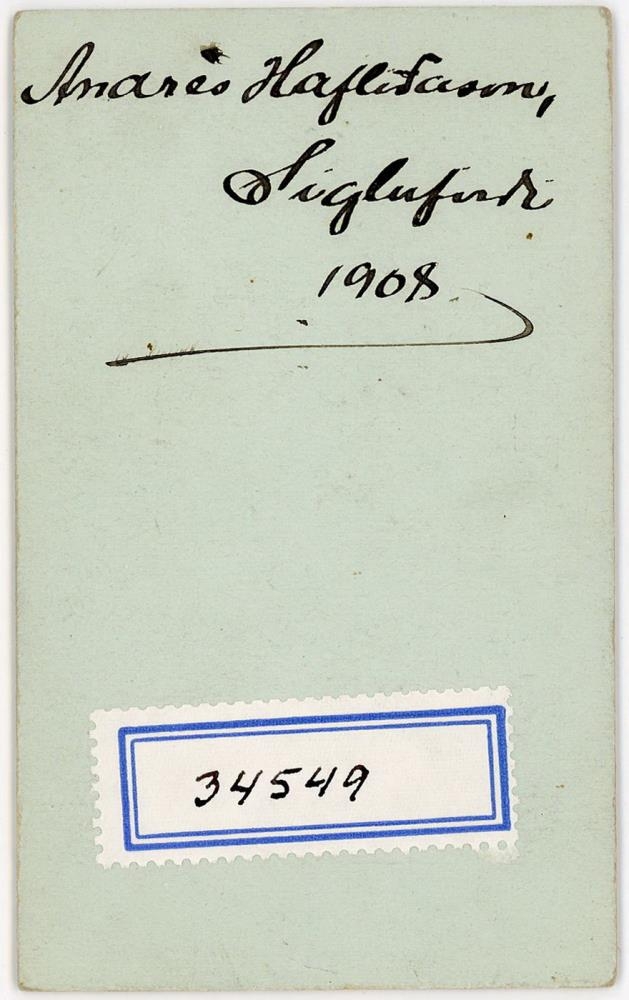 Andrés Hafliðason,
Siglufirði
1908
34549